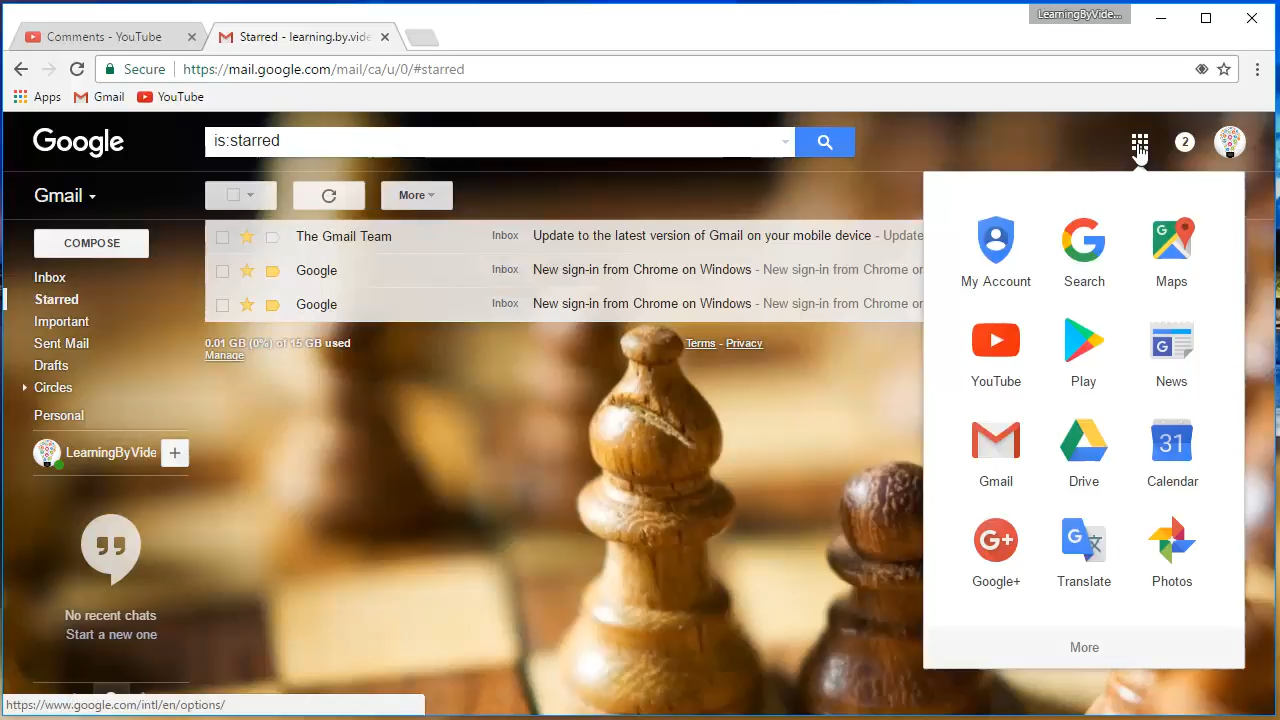 LearningByVide...
Comments - YouTube
Starred - learning.by.vide
Secure
https://mail.google.com/mail/ca/u/0/#starred
Apps
Gmail
YouTube
Google
is:starred
2
Gmail
More
COMPOSE
Inbox
Starred
Important
Sent Mail
Drafts
Circles
Personal
LearningByVide
+
No recent chats
Start a new one
The Gmail Team Inbox Update to the latest version of Gmail on your mobile device - Update
Google Inbox New sign-in from Chrome on Windows - New sign-in from Chrome or
Google Inbox New sign-in from Chrome on Windows - New sign-in from Chrome or
0.01 GB (0%) of 15 GB used
Manage
Terms - Privacy
My Account
Search
G
Maps
YouTube
Play
G
News
Gmail
Drive
31
Calendar
G+
Google+
G
Translate
Photos
More
https://www.google.com/intl/en/options/